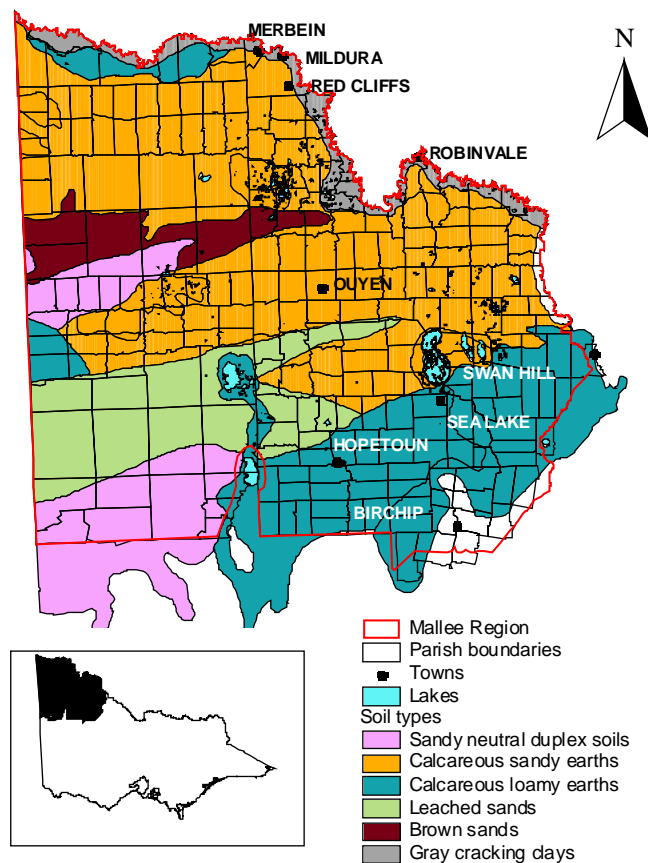 MERBEIN
MILDURA
RED CLIFFS
N
ROBINVALE
OUYEN
SWAN HILL
SEA LAKE
HOPETOUN
BIRCHIP
Mallee Region
Parish boundaries
Towns
Lakes
Soil types
Sandy neutral duplex soils
Calcareous sandy earths
Calcareous loamy earths
Leached sands
Brown sands
Gray cracking clays